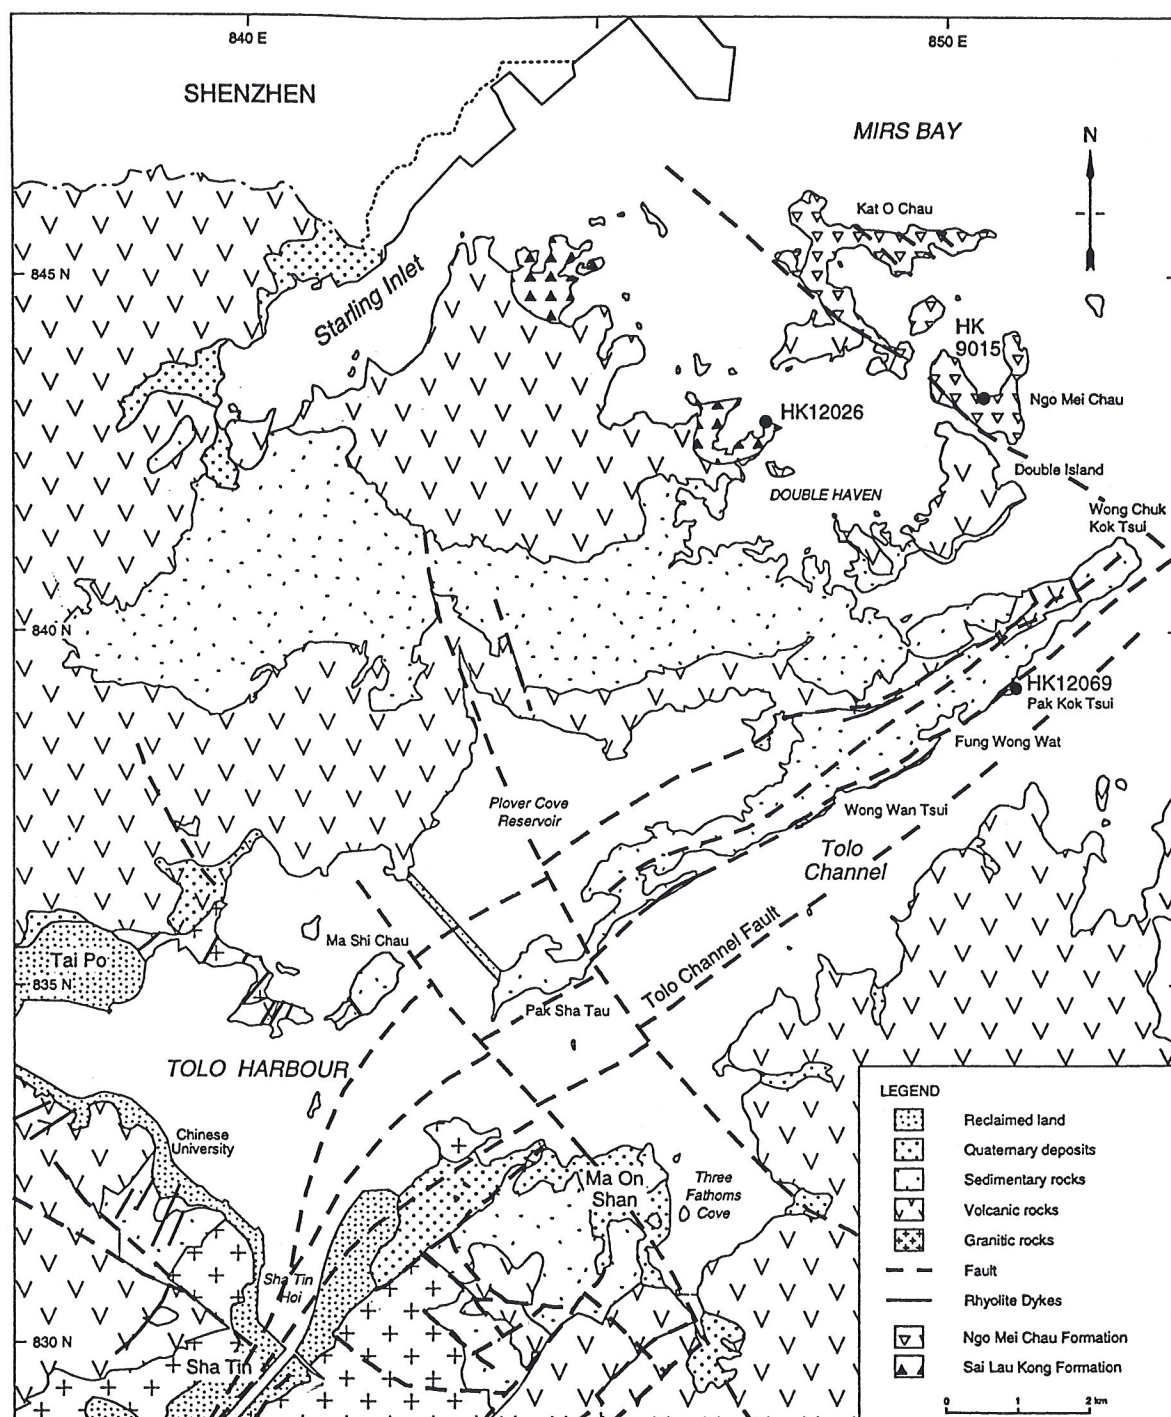 840 E
850 E
SHENZHEN
MIRS BAY
N
Kat O Chau
845 N
Starling Inlet
HK
9015
HK12026
Ngo Mei Chau
Double Island
DOUBLE HAVEN
Wong Chuk
Kok Tsui
840 N
HK12069
Pak Kok Tsui
Fung Wong Wat
Plover Cove
Reservoir
Wong Wan Tsui
Tolo
Channel
Ma Shi Chau
Tai Po
Tolo Channel Fault
835 N
Pak Sha Tau
TOLO HARBOUR
LEGEND
Reclaimed land
Quaternary deposits
Sedimentary rocks
Volcanic rocks
Granitic rocks
Fault
Rhyolite Dykes
Ngo Mei Chau Formation
Sai Lau Kong Formation
0 1 2 km
Chinese
University
Ma On
Shan
Three
Fathoms
Cove
Sha Tin
Hoi
830 N
Sha Tin